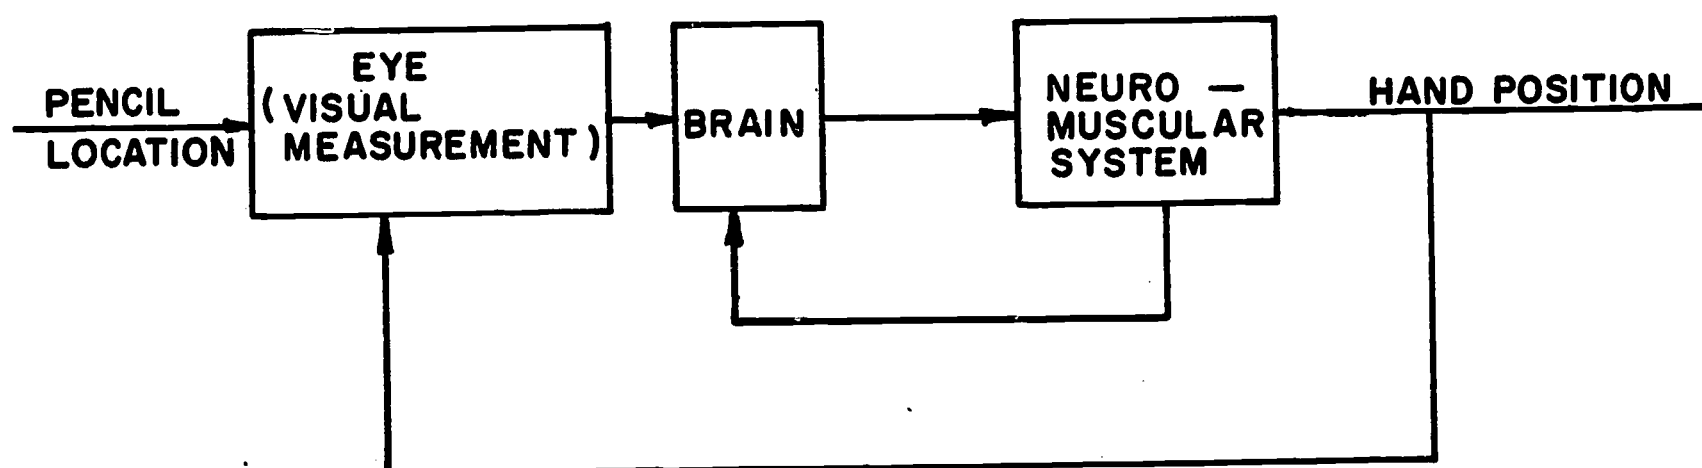 PENCIL
LOCATION
EYE
(VISUAL
MEASUREMENT)
BRAIN
NEURO —
MUSCULAR
SYSTEM
HAND POSITION